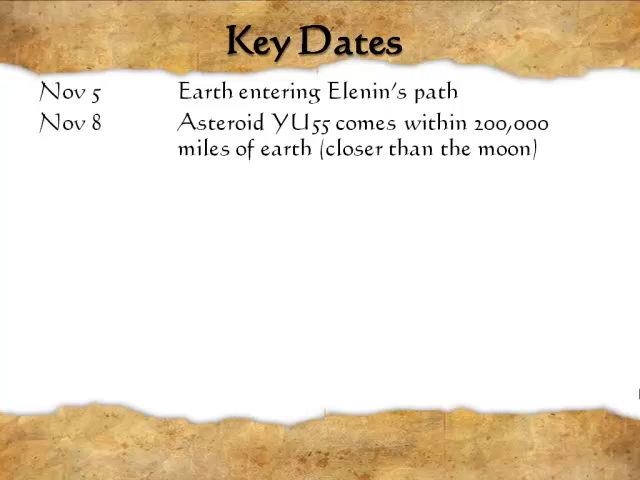 Key Dates
Nov 5 Earth entering Elenin's path
Nov 8 Asteroid YU55 comes within 200,000
miles of earth (closer than the moon)